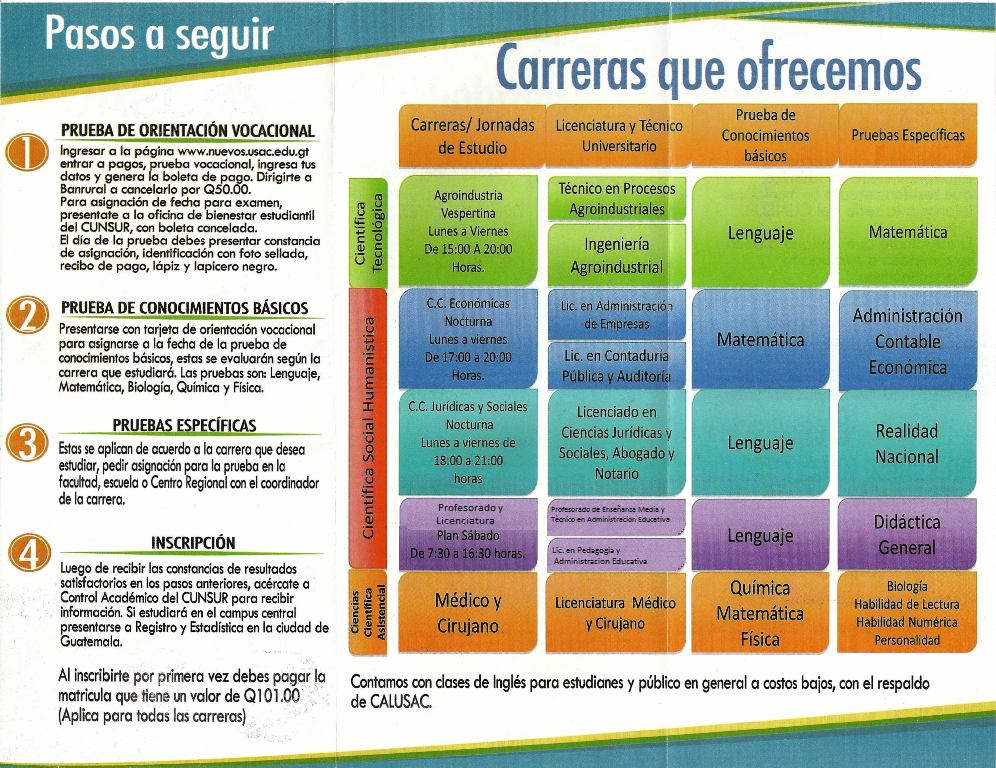 Pasos a seguir
PRUEBA DE ORIENTACIÓN VOCACIONAL
Ingresar a la página www.nuevos.usac.edu.gt
entrar a pagos, prueba vocacional, ingresa tus
datos y genera la boleta de pago. Dirigirte a
Banrural a cancelarlo por Q50.00.
Para asignación de fecha para examen,
presentate a la oficina de bienestar estudiantil
del CUNSUR, con boleta cancelada.
El día de la prueba debes presentar constancia
de asignación, identificación con foto sellada,
recibo de pago, lápiz y lapicero negro.
1
PRUEBA DE CONOCIMIENTOS BÁSICOS
Presentarse con tarjeta de orientación vocacional
para asignarse a la fecha de la prueba de
conocimientos básicos, estas se evaluarán según la
carrera que estudiará. Las pruebas son: Lenguaje,
Matemática, Biología, Química y Física.
2
PRUEBAS ESPECÍFICAS
Estas se aplican de acuerdo a la carrera que desea
estudiar, pedir asignación para la prueba en la
facultad, escuela o Centro Regional con el coordinador
de la carrera.
3
INSCRIPCIÓN
Luego de recibir las constancias de resultados
satisfactorios en los pasos anteriores, acércate a
Control Académico del CUNSUR para recibir
información. Si estudiará en el campus central
presentarse a Registro y Estadística en la ciudad de
Guatemala.
4
Al inscribirte por primera vez debes pagar la
matricula que tiene un valor de Q101.00
(Aplica para todas las carreras)
Carreras que ofrecemos
Carreras/ Jornadas
de Estudio
Licenciatura y Técnico
Universitario
Prueba de
Conocimientos
básicos
Pruebas Específicas
Científica
Tecnológica
Agroindustria
Vespertina
Lunes a Viernes
De 15:00 A 20:00
Horas.
Técnico en Procesos
Agroindustriales
Ingeniería
Agroindustrial
Lenguaje
Matemática
Científica Social Humanistica
C.C. Económicas
Nocturna
Lunes a viernes
De 17:00 a 20:00
Horas.
Lic. en Administración
de Empresas
Lic. en Contaduría
Pública y Auditoría
Matemática
Administración
Contable
Económica
C.C. Jurídicas y Sociales
Nocturna
Lunes a viernes de
18:00 a 21:00
horas
Licenciado en
Ciencias Jurídicas y
Sociales, Abogado y
Notario
Lenguaje
Realidad
Nacional
Profesorado y
Licenciatura
Plan Sábado
De 7:30 a 16:30 horas.
Profesorado de Enseñanza Media y
Técnico en Administracion Educativa
Lic. en Pedagogia y
Administracion Educativa
Lenguaje
Didáctica
General
Ciencias
Científica
Asistencial
Médico y
Cirujano
Licenciatura Médico
y Cirujano
Química
Matemática
Física
Biología
Habilidad de Lectura
Habilidad Numérica
Personalidad
Contamos con clases de Inglés para estudianes y público en general a costos bajos, con el respaldo
de CALUSAC.